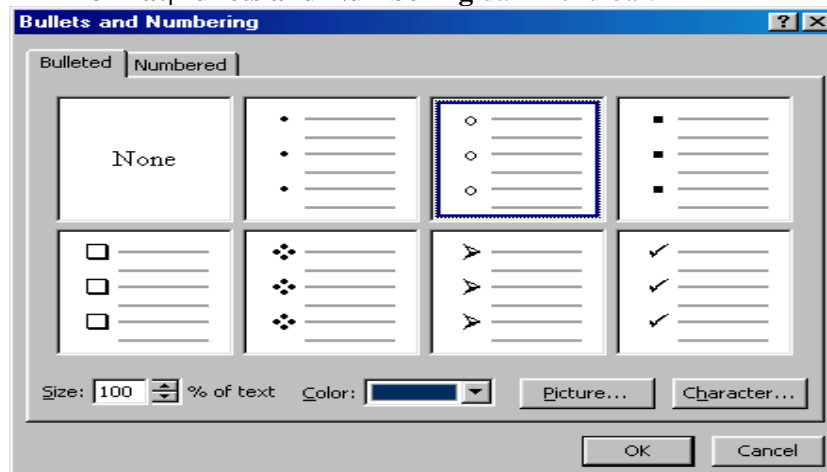 Bullets and Numbering
Bulleted Numbered
None
Size: 100 % of text Color: Picture... Character...
OK Cancel